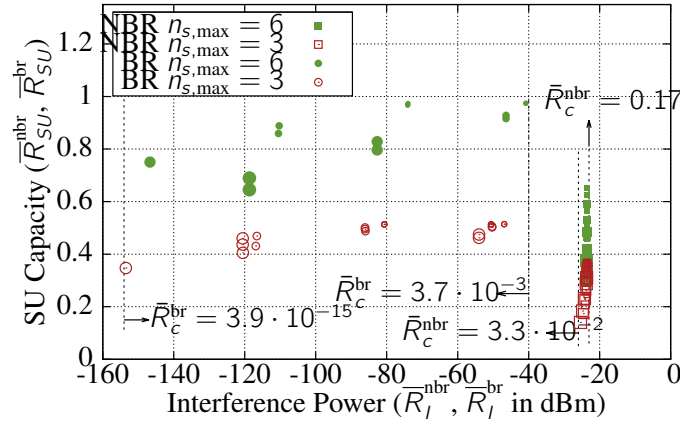 NBR n_{s,max} = 6
NBR n_{s,max} = 3
BR n_{s,max} = 6
BR n_{s,max} = 3
SU Capacity (R̅_{SU}^{nbr}, R̅_{SU}^{br})
1.2
1
0.8
0.6
0.4
0.2
0
R̄_c^{nbr} = 0.17
R̄_c^{br} = 3.7 · 10^{-3}
R̄_c^{br} = 3.9 · 10^{-15}
R̄_c^{nbr} = 3.3 · 10^{-2}
-160 -140 -120 -100 -80 -60 -40 -20 0
Interference Power (R̅_I^{nbr}, R̅_I^{br} in dBm)